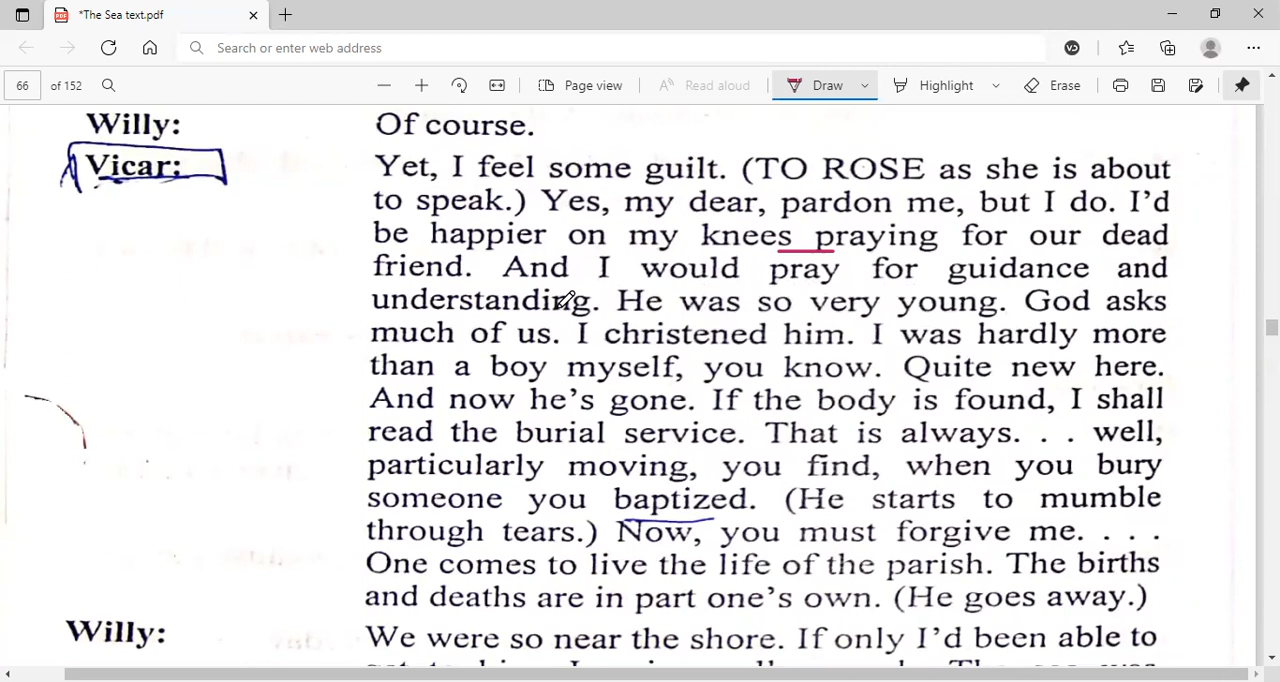 *The Sea text.pdf
Search or enter web address
66 of 152
Page view
Read aloud
Draw
Highlight
Erase
Willy: Of course.
Vicar: Yet, I feel some guilt. (TO ROSE as she is about
to speak.) Yes, my dear, pardon me, but I do. I'd
be happier on my knees praying for our dead
friend. And I would pray for guidance and
understanding. He was so very young. God asks
much of us. I christened him. I was hardly more
than a boy myself, you know. Quite new here.
And now he's gone. If the body is found, I shall
read the burial service. That is always. . . well,
particularly moving, you find, when you bury
someone you baptized. (He starts to mumble
through tears.) Now, you must forgive me. . . .
One comes to live the life of the parish. The births
and deaths are in part one's own. (He goes away.)
Willy: We were so near the shore. If only I'd been able to